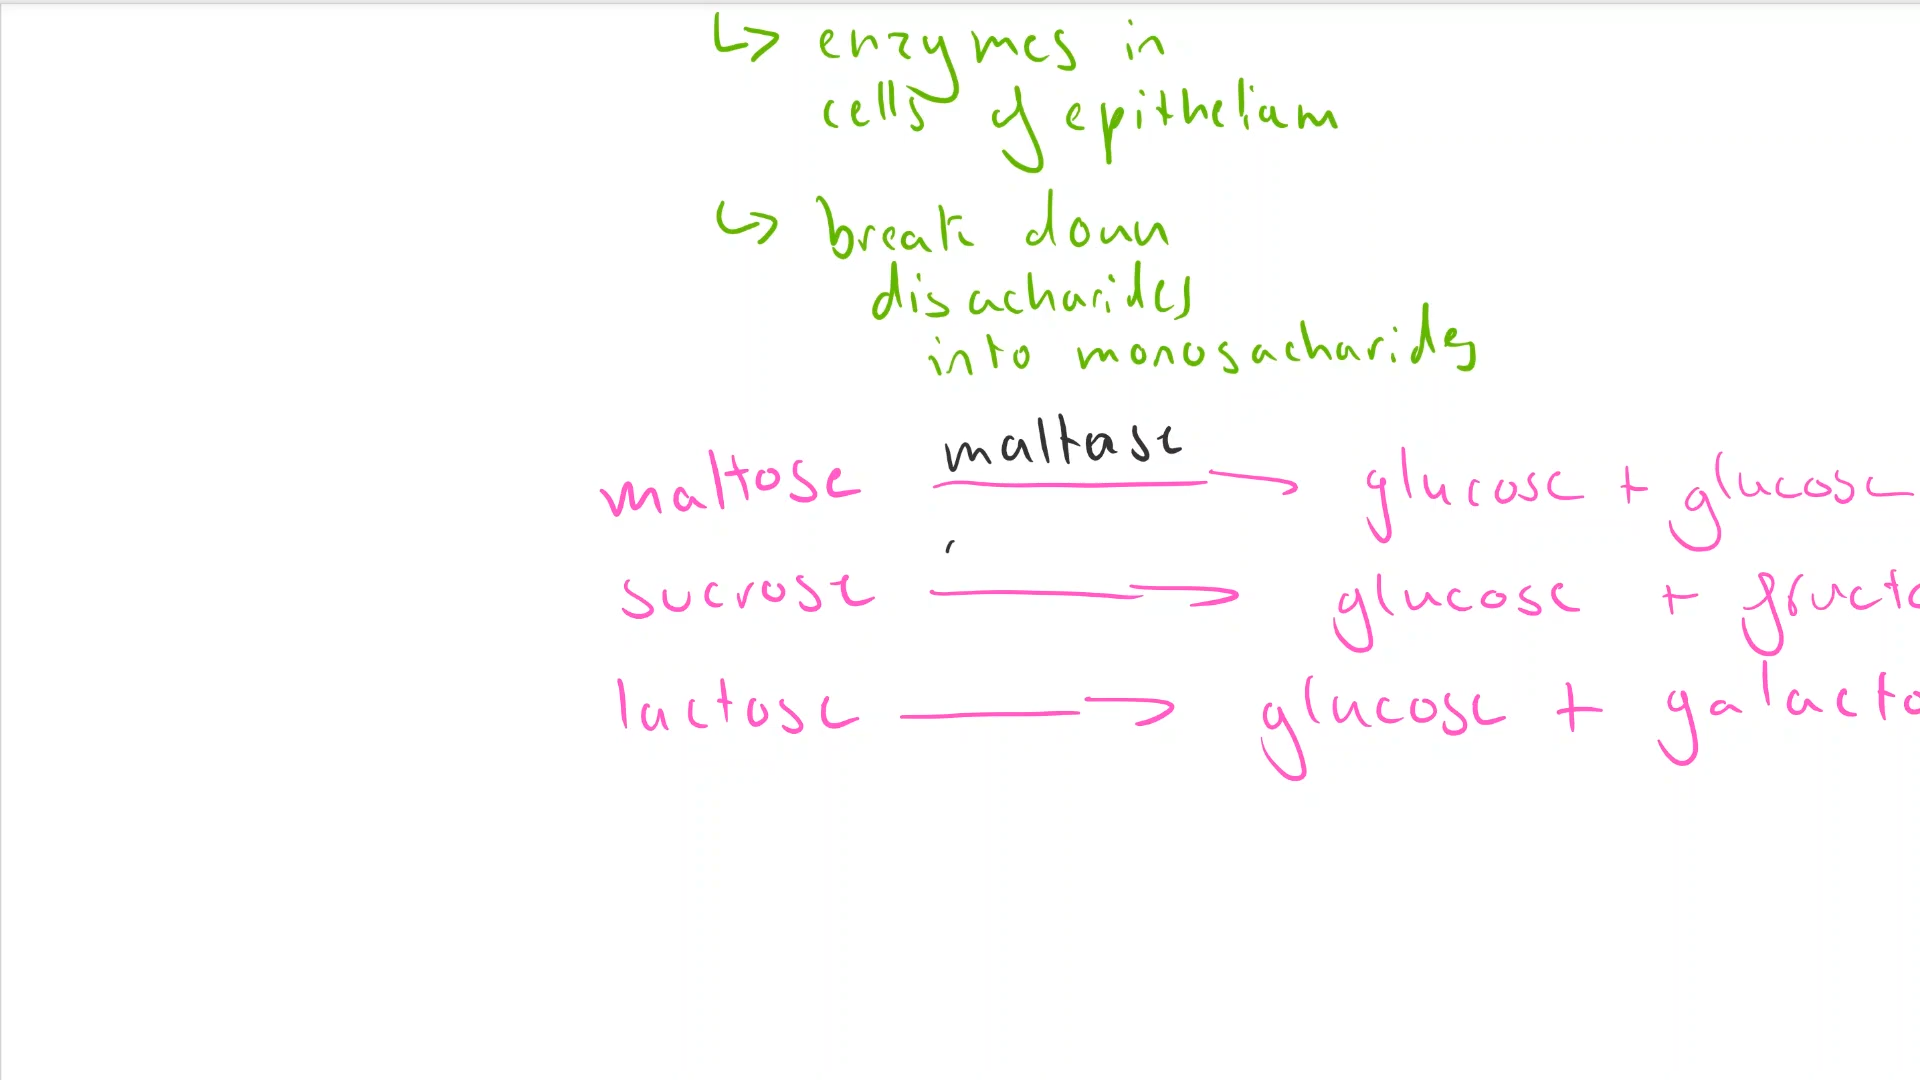 ↳ enzymes in
cells of epithelium
↳ break down
disacharides
into monosacharides
maltase
maltose → glucose + glucose
sucrose → glucose + fructo
lactose → glucose + galacto